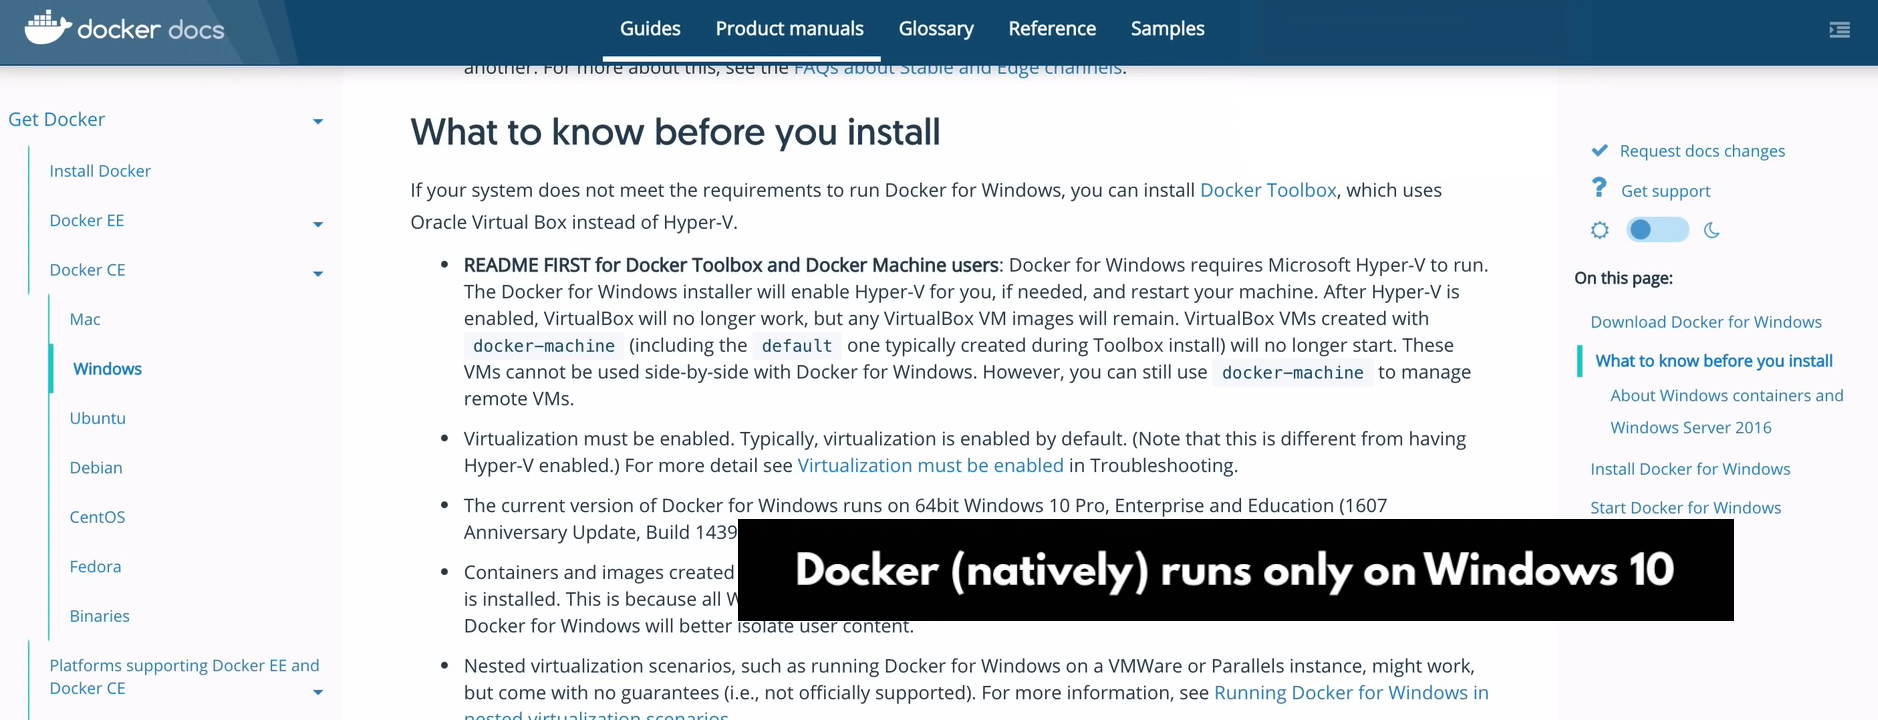 docker docs
Guides
Product manuals
Glossary
Reference
Samples
another. For more about this, see the FAQs about Stable and Edge channels.
Get Docker
Install Docker
Docker EE
Docker CE
Mac
Windows
Ubuntu
Debian
CentOS
Fedora
Binaries
Platforms supporting Docker EE and
Docker CE
What to know before you install
If your system does not meet the requirements to run Docker for Windows, you can install Docker Toolbox, which uses
Oracle Virtual Box instead of Hyper-V.
• README FIRST for Docker Toolbox and Docker Machine users: Docker for Windows requires Microsoft Hyper-V to run.
The Docker for Windows installer will enable Hyper-V for you, if needed, and restart your machine. After Hyper-V is
enabled, VirtualBox will no longer work, but any VirtualBox VM images will remain. VirtualBox VMs created with
docker-machine (including the default one typically created during Toolbox install) will no longer start. These
VMs cannot be used side-by-side with Docker for Windows. However, you can still use docker-machine to manage
remote VMs.
• Virtualization must be enabled. Typically, virtualization is enabled by default. (Note that this is different from having
Hyper-V enabled.) For more detail see Virtualization must be enabled in Troubleshooting.
• The current version of Docker for Windows runs on 64bit Windows 10 Pro, Enterprise and Education (1607
Anniversary Update, Build 1439
• Containers and images created
is installed. This is because all W
Docker for Windows will better isolate user content.
• Nested virtualization scenarios, such as running Docker for Windows on a VMWare or Parallels instance, might work,
but come with no guarantees (i.e., not officially supported). For more information, see Running Docker for Windows in
nested virtualization scenarios
Docker (natively) runs only on Windows 10
Request docs changes
Get support
On this page:
Download Docker for Windows
What to know before you install
About Windows containers and
Windows Server 2016
Install Docker for Windows
Start Docker for Windows